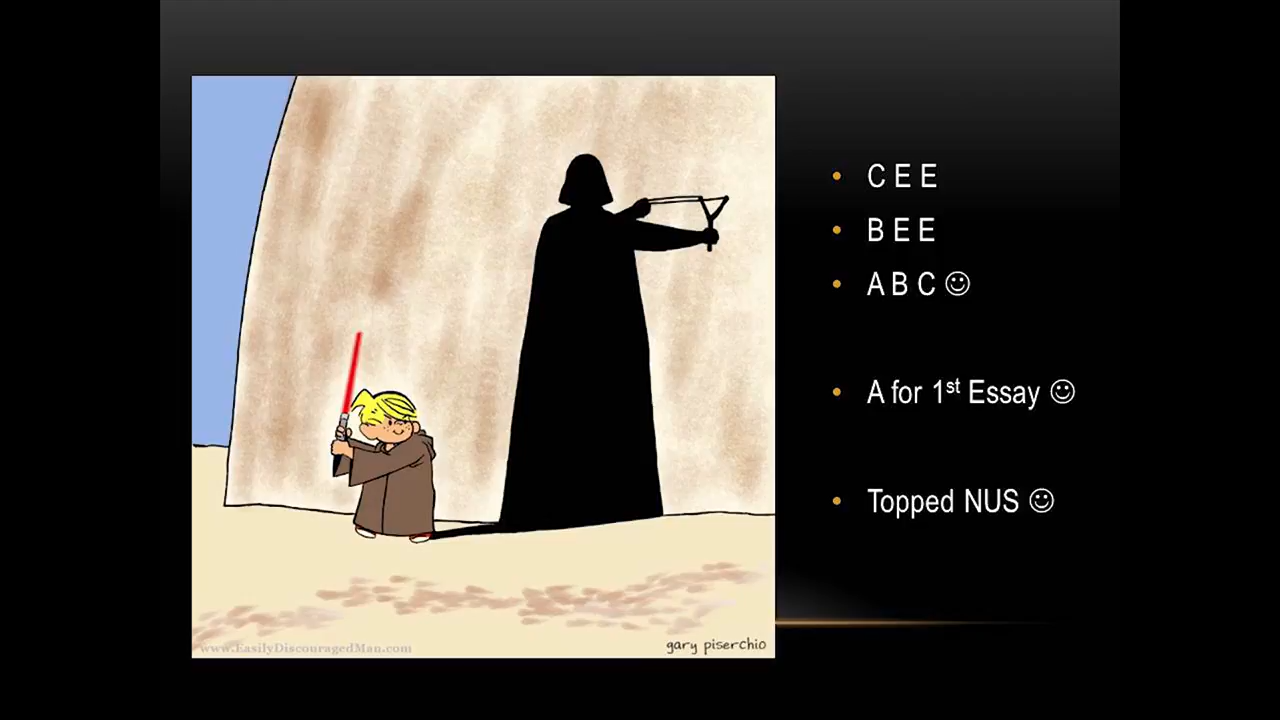 C E E
B E E
A B C ☺
A for 1st Essay ☺
Topped NUS ☺
www.EasilyDiscouragedMan.com
gary piserchio